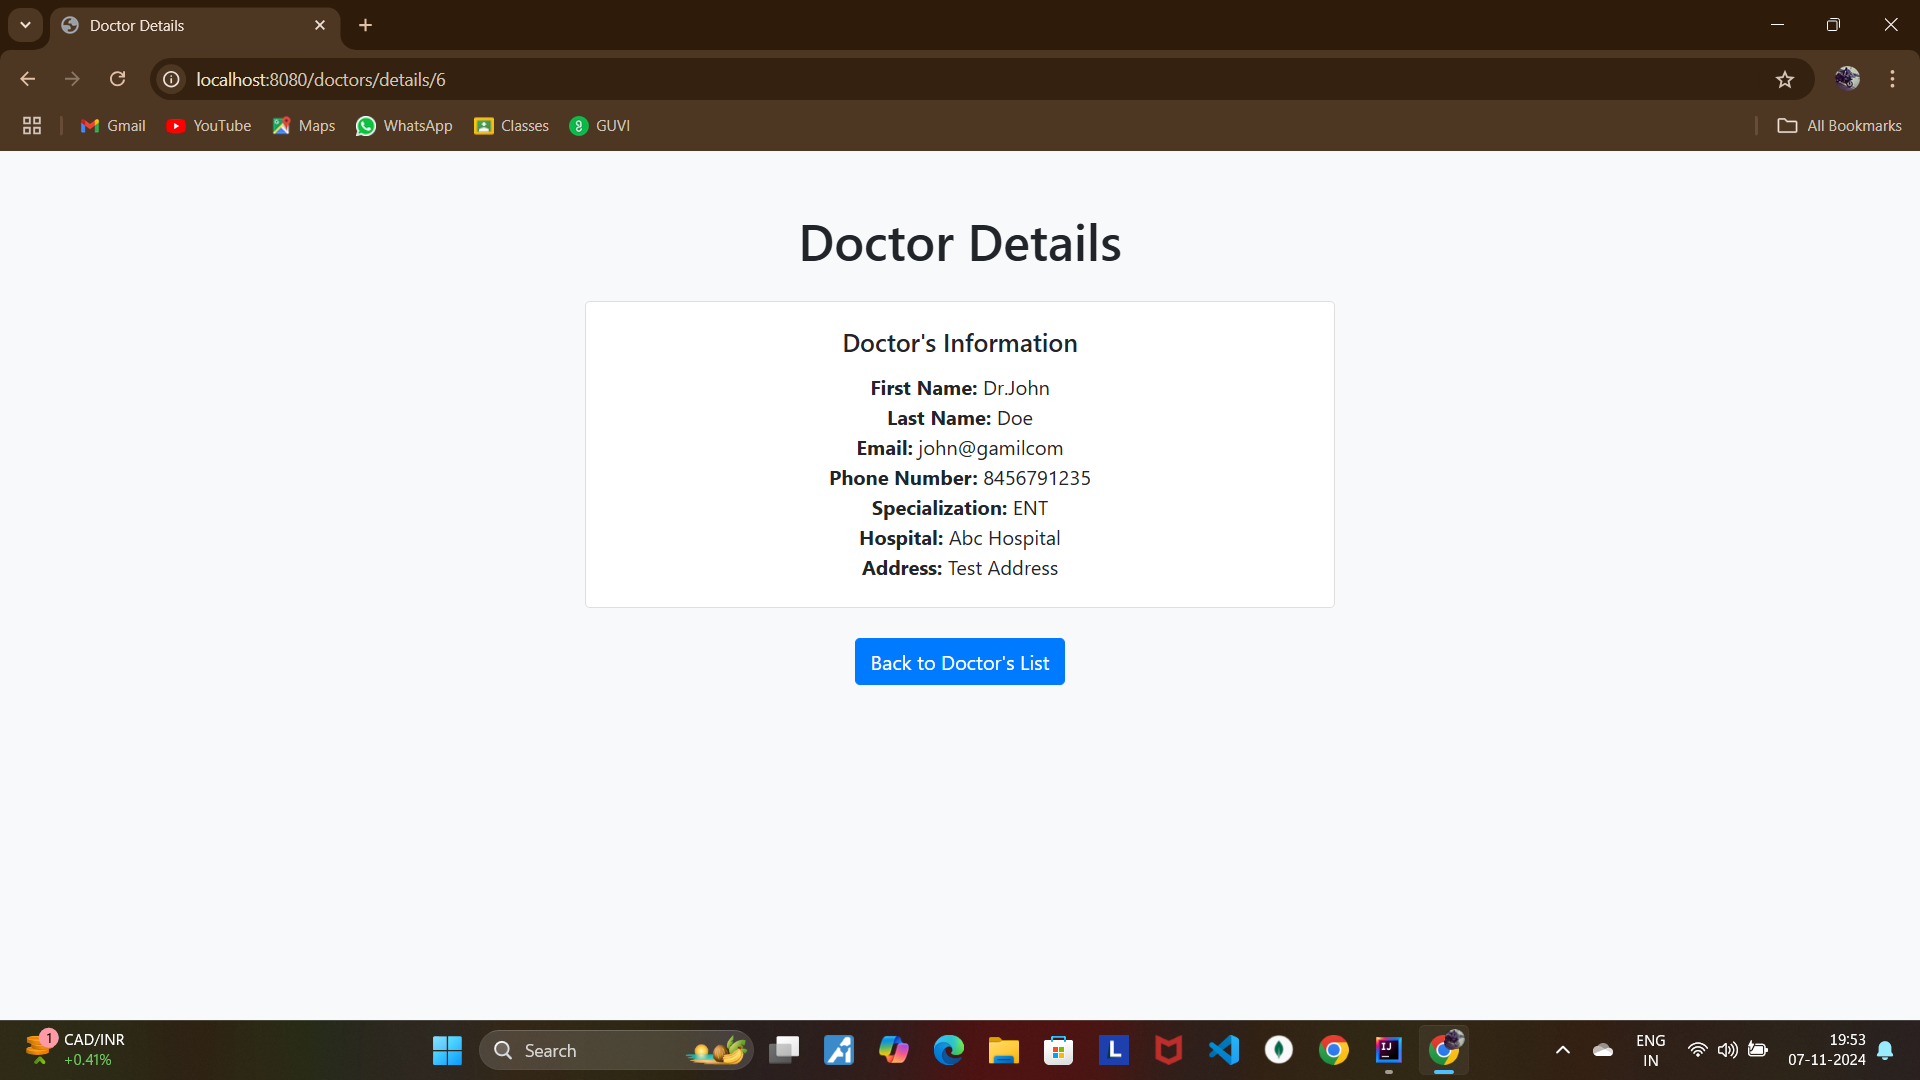 Doctor Details
localhost:8080/doctors/details/6
Gmail
YouTube
Maps
WhatsApp
Classes
GUVI
All Bookmarks
Doctor Details
Doctor's Information
First Name: Dr.John
Last Name: Doe
Email: john@gamilcom
Phone Number: 8456791235
Specialization: ENT
Hospital: Abc Hospital
Address: Test Address
Back to Doctor's List
1
CAD/INR
+0.41%
Search
L
IJ
ENG
IN
19:53
07-11-2024